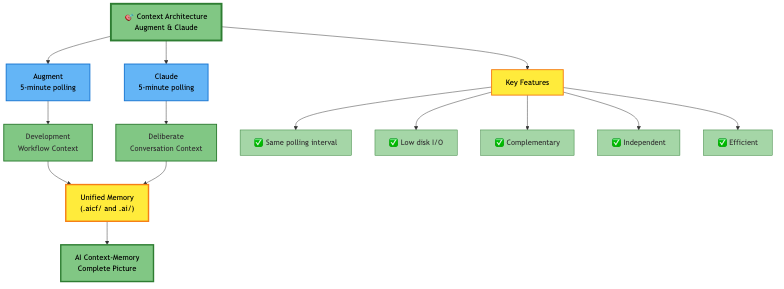 🎯 Context Architecture
Augment & Claude
Augment
5-minute polling
Claude
5-minute polling
Key Features
Development
Workflow Context
Deliberate
Conversation Context
✅ Same polling interval
✅ Low disk I/O
✅ Complementary
✅ Independent
✅ Efficient
Unified Memory
(.aicf/ and .ai/)
AI Context-Memory
Complete Picture